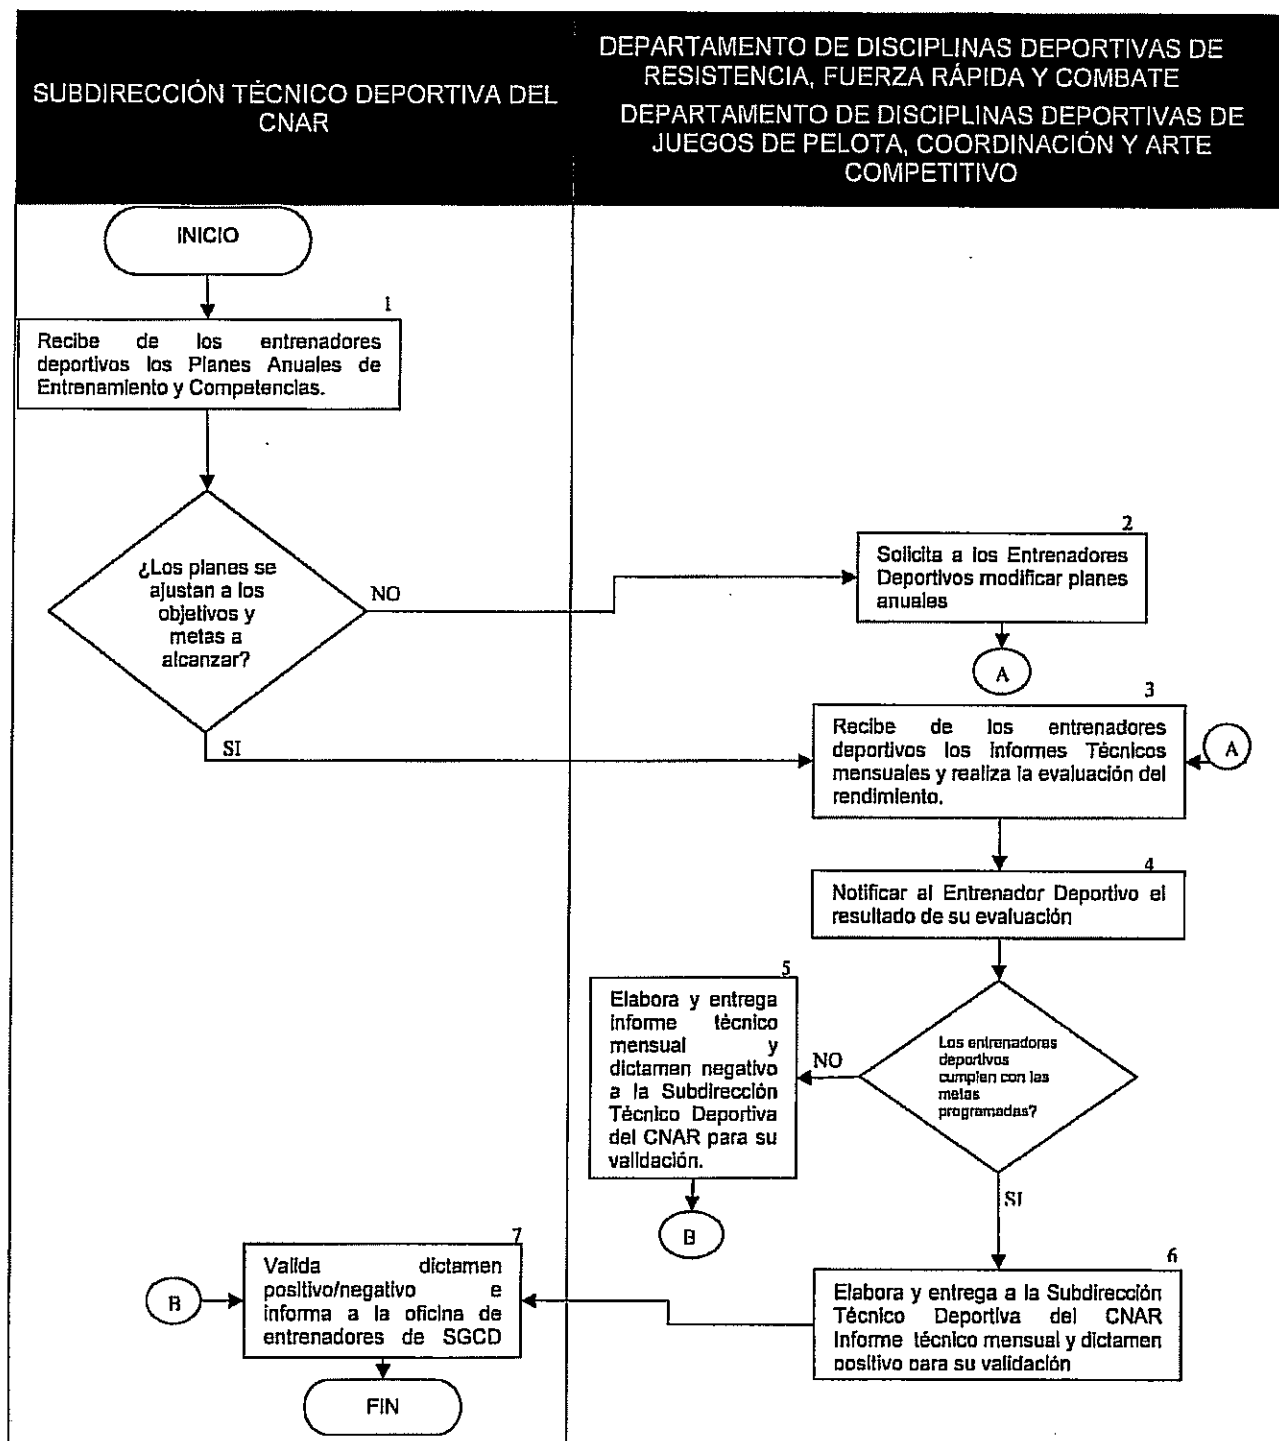 SUBDIRECCIÓN TÉCNICO DEPORTIVA DEL
CNAR
DEPARTAMENTO DE DISCIPLINAS DEPORTIVAS DE
RESISTENCIA, FUERZA RÁPIDA Y COMBATE
DEPARTAMENTO DE DISCIPLINAS DEPORTIVAS DE
JUEGOS DE PELOTA, COORDINACIÓN Y ARTE
COMPETITIVO
INICIO
1
Recibe de los entrenadores
deportivos los Planes Anuales de
Entrenamiento y Competencias.
¿Los planes se
ajustan a los
objetivos y
metas a
alcanzar?
NO
SI
2
Solicita a los Entrenadores
Deportivos modificar planes
anuales
A
3
Recibe de los entrenadores
deportivos los Informes Técnicos
mensuales y realiza la evaluación del
rendimiento.
A
4
Notificar al Entrenador Deportivo el
resultado de su evaluación
Los entrenadores
deportivos
cumplen con las
metas
programadas?
NO
SI
5
Elabora y entrega
informe técnico
mensual y
dictamen negativo
a la Subdirección
Técnico Deportiva
del CNAR para su
validación.
B
6
Elabora y entrega a la Subdirección
Técnico Deportiva del CNAR
Informe técnico mensual y dictamen
positivo para su validación
B
7
Valida dictamen
positivo/negativo e
informa a la oficina de
entrenadores de SGCD
FIN